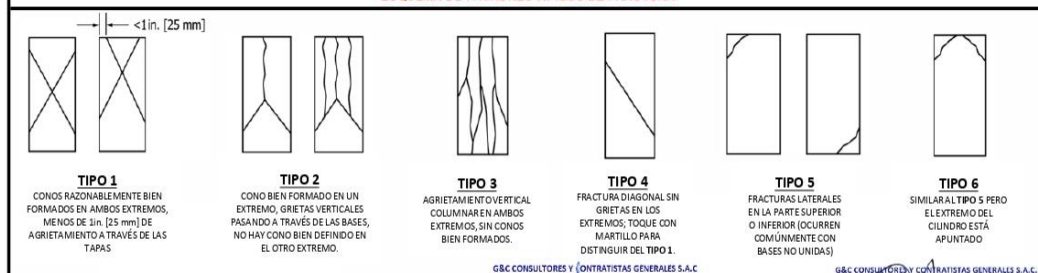 <1in. [25 mm]
TIPO 1
CONOS RAZONABLEMENTE BIEN
FORMADOS EN AMBOS EXTREMOS,
MENOS DE 1in. [25 mm] DE
AGRIETAMIENTO A TRAVÉS DE LAS
TAPAS
TIPO 2
CONO BIEN FORMADO EN UN
EXTREMO, GRIETAS VERTICALES
PASANDO A TRAVÉS DE LAS BASES,
NO HAY CONO BIEN DEFINIDO EN
EL OTRO EXTREMO.
TIPO 3
AGRIETAMIENTO VERTICAL
COLUMNAR EN AMBOS
EXTREMOS, SIN CONOS
BIEN FORMADOS.
TIPO 4
FRACTURA DIAGONAL SIN
GRIETAS EN LOS
EXTREMOS; TOQUE CON
MARTILLO PARA
DISTINGUIR DEL TIPO 1.
TIPO 5
FRACTURAS LATERALES
EN LA PARTE SUPERIOR
O INFERIOR (OCURREN
COMÚNMENTE CON
BASES NO UNIDAS)
TIPO 6
SIMILAR AL TIPO 5 PERO
EL EXTREMO DEL
CILINDRO ESTÁ
APUNTADO
G&C CONSULTORES Y CONTRATISTAS GENERALES S.A.C
G&C CONSULTORES Y CONTRATISTAS GENERALES S.A.C.